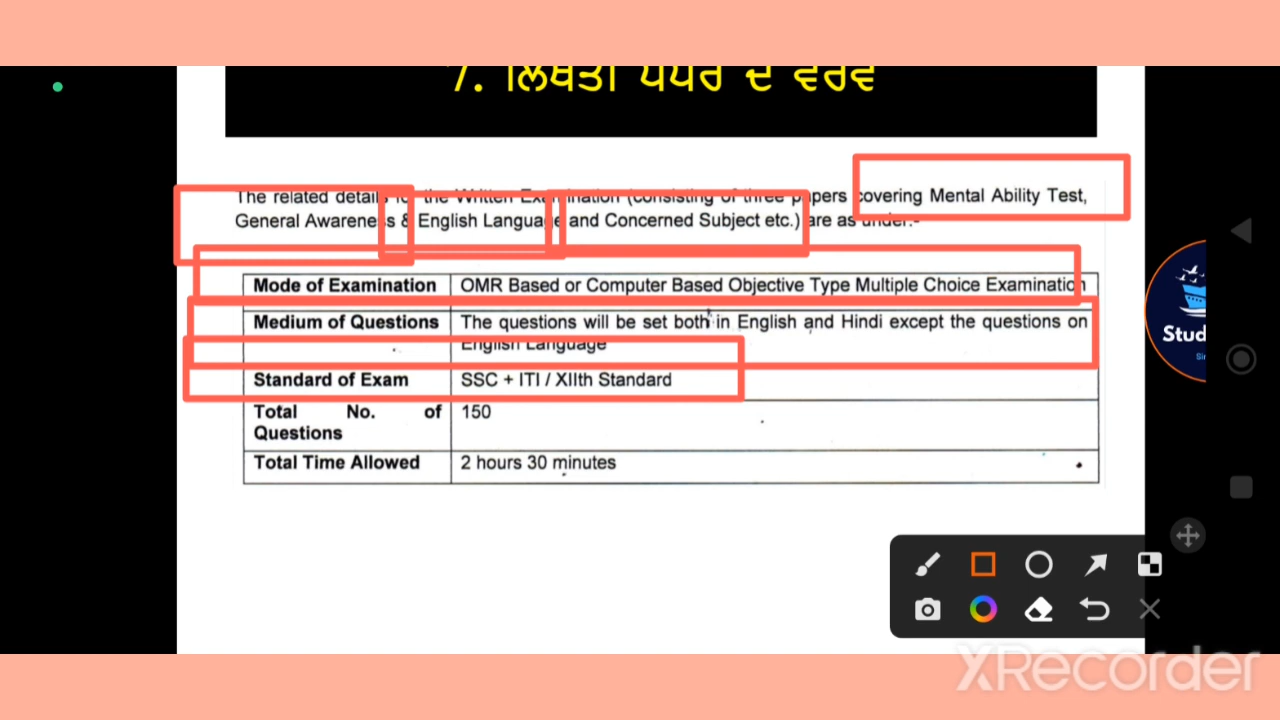 7. ਲਿਖਤੀ ਪੇਪਰ ਦੇ ਵੇਰਵੇ
The related details for the Written Examination (consisting of three papers covering Mental Ability Test,
General Awareness & English Language and Concerned Subject etc.) are as under:-
Mode of Examination OMR Based or Computer Based Objective Type Multiple Choice Examination
Medium of Questions The questions will be set both in English and Hindi except the questions on
English Language
Standard of Exam SSC + ITI / XIIth Standard
Total No. of 150
Questions
Total Time Allowed 2 hours 30 minutes
Stud
Sin
XRecorder